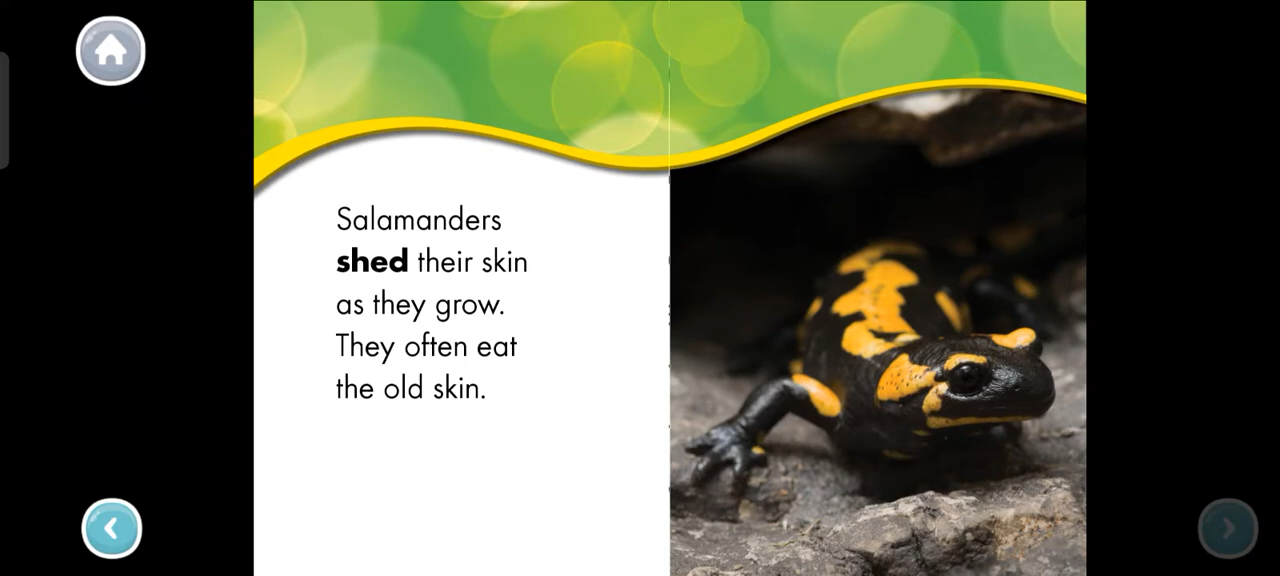 Salamanders
shed their skin
as they grow.
They often eat
the old skin.